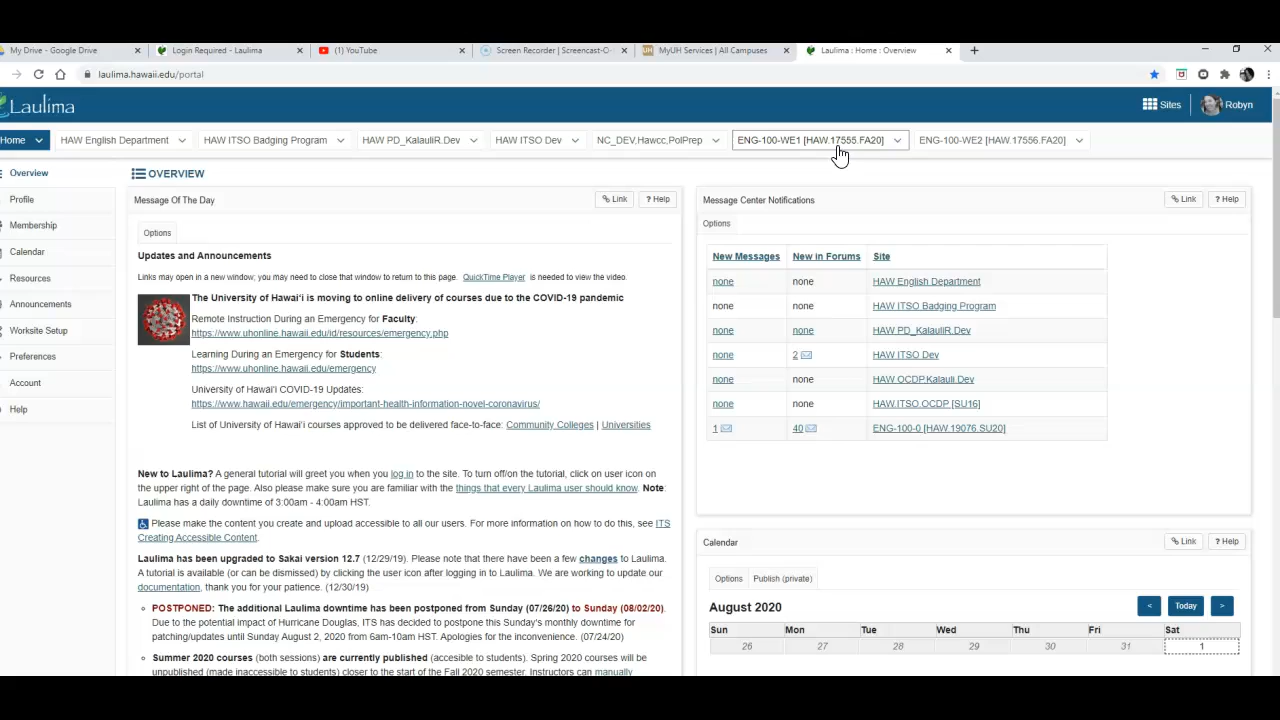 My Drive - Google Drive
Login Required - Laulima
(1) YouTube
Screen Recorder | Screencast-O-
MyUH Services | All Campuses
Laulima : Home : Overview
laulima.hawaii.edu/portal
Laulima
Sites
Robyn
Home
HAW English Department
HAW ITSO Badging Program
HAW PD_KalauliR.Dev
HAW ITSO Dev
NC_DEV,Hawcc,PolPrep
ENG-100-WE1 [HAW.17555.FA20]
ENG-100-WE2 [HAW.17556.FA20]
Overview
Profile
Membership
Calendar
Resources
Announcements
Worksite Setup
Preferences
Account
Help
OVERVIEW
Message Of The Day
Link
? Help
Options
Updates and Announcements
Links may open in a new window; you may need to close that window to return to this page. QuickTime Player is needed to view the video.
The University of Hawai‘i is moving to online delivery of courses due to the COVID-19 pandemic
Remote Instruction During an Emergency for Faculty:
https://www.uhonline.hawaii.edu/id/resources/emergency.php
Learning During an Emergency for Students:
https://www.uhonline.hawaii.edu/emergency
University of Hawai‘i COVID-19 Updates:
https://www.hawaii.edu/emergency/important-health-information-novel-coronavirus/
List of University of Hawai‘i courses approved to be delivered face-to-face: Community Colleges | Universities
New to Laulima? A general tutorial will greet you when you log in to the site. To turn off/on the tutorial, click on user icon on
the upper right of the page. Also please make sure you are familiar with the things that every Laulima user should know. Note:
Laulima has a daily downtime of 3:00am - 4:00am HST.
Please make the content you create and upload accessible to all our users. For more information on how to do this, see ITS
Creating Accessible Content.
Laulima has been upgraded to Sakai version 12.7 (12/29/19). Please note that there have been a few changes to Laulima.
A tutorial is available (or can be dismissed) by clicking the user icon after logging in to Laulima. We are working to update our
documentation, thank you for your patience. (12/30/19)
POSTPONED: The additional Laulima downtime has been postponed from Sunday (07/26/20) to Sunday (08/02/20).
Due to the potential impact of Hurricane Douglas, ITS has decided to postpone this Sunday's monthly downtime for
patching/updates until Sunday August 2, 2020 from 6am-10am HST. Apologies for the inconvenience. (07/24/20)
Summer 2020 courses (both sessions) are currently published (accesible to students). Spring 2020 courses will be
unpublished (made inaccessible to students) closer to the start of the Fall 2020 semester. Instructors can manually
Message Center Notifications
Link
? Help
Options
New Messages New in Forums Site
none none HAW English Department
none none HAW ITSO Badging Program
none none HAW PD_KalauliR.Dev
none 2 HAW ITSO Dev
none none HAW OCDP.Kalauli.Dev
none none HAW.ITSO.OCDP [SU16]
1 40 ENG-100-0 [HAW.19076.SU20]
Calendar
Link
? Help
Options
Publish (private)
August 2020
< Today >
Sun Mon Tue Wed Thu Fri Sat
26 27 28 29 30 31 1